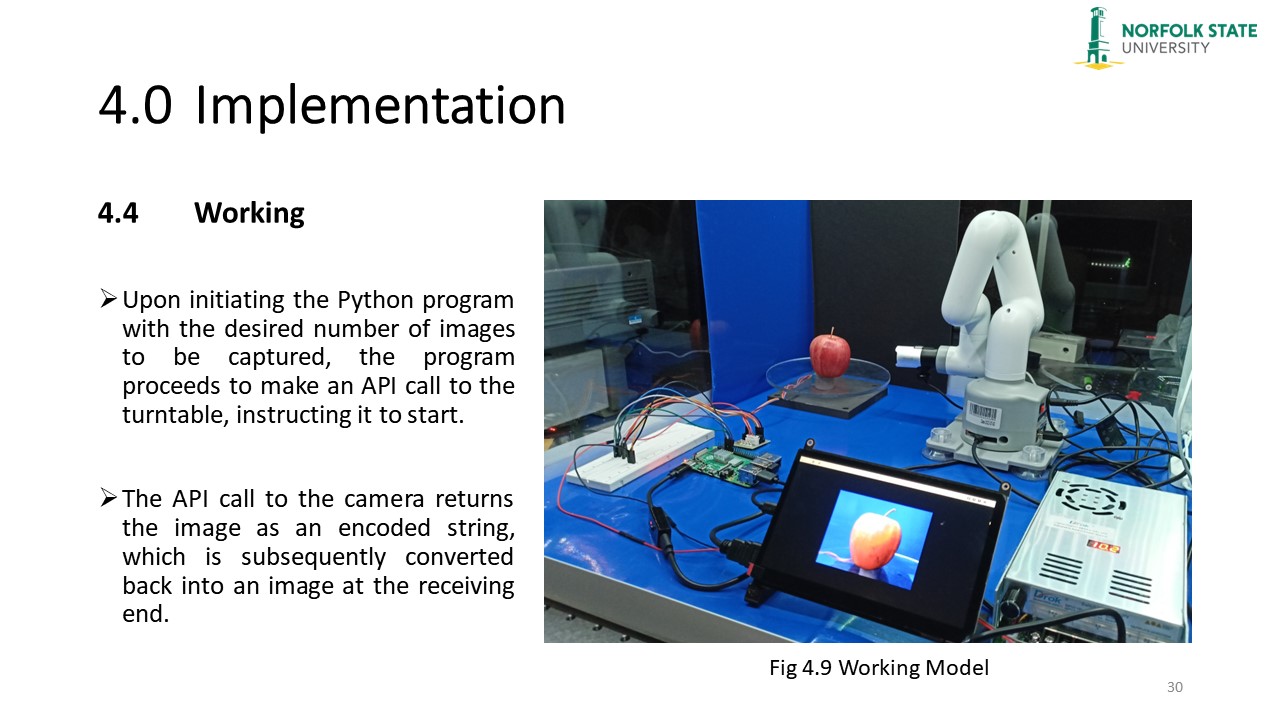 NORFOLK STATE
UNIVERSITY
4.0 Implementation
4.4 Working
➢Upon initiating the Python program
with the desired number of images
to be captured, the program
proceeds to make an API call to the
turntable, instructing it to start.
➢The API call to the camera returns
the image as an encoded string,
which is subsequently converted
back into an image at the receiving
end.
Fig 4.9 Working Model
30